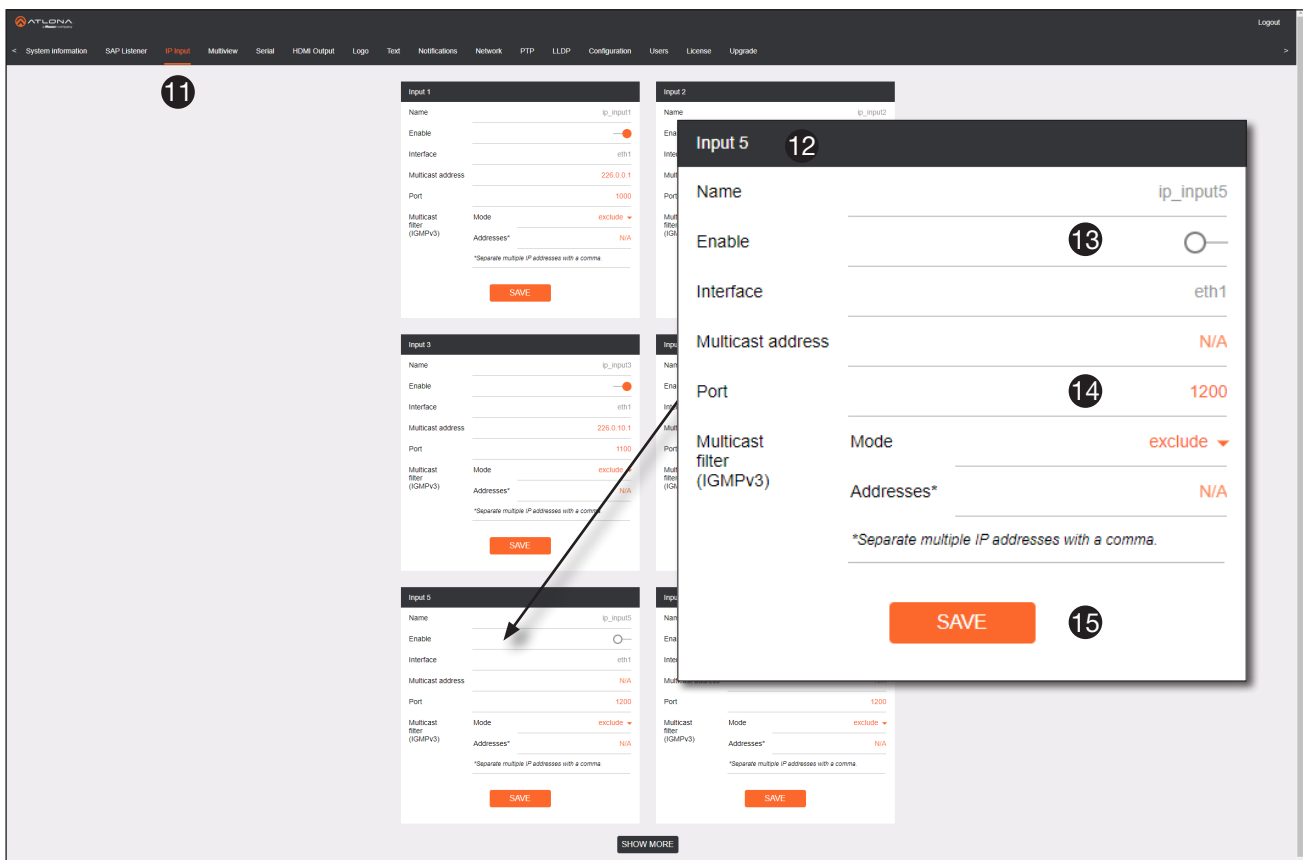 ATLONA
Logout
< System information SAP Listener IP Input Multiview Serial HDMI Output Logo Text Notifications Network PTP LLDP Configuration Users License Upgrade >
11
Input 1
Name ip_input1
Enable
Interface eth1
Multicast address 226.0.0.1
Port 1000
Multicast filter (IGMPv3) Mode exclude
Addresses* N/A
*Separate multiple IP addresses with a comma.
SAVE
Input 2
Name ip_input2
Input 3
Name ip_input3
Enable
Interface eth1
Multicast address 226.0.10.1
Port 1100
Multicast filter (IGMPv3) Mode exclude
Addresses* N/A
*Separate multiple IP addresses with a comma.
SAVE
Input 5
Name ip_input5
Enable
Interface eth1
Multicast address N/A
Port 1200
Multicast filter (IGMPv3) Mode exclude
Addresses* N/A
*Separate multiple IP addresses with a comma.
SAVE
Port 1200
Multicast filter (IGMPv3) Mode exclude
Addresses* N/A
*Separate multiple IP addresses with a comma.
SAVE
Input 5 12
Name ip_input5
Enable 13
Interface eth1
Multicast address N/A
Port 14 1200
Multicast filter (IGMPv3) Mode exclude
Addresses* N/A
*Separate multiple IP addresses with a comma.
SAVE 15
SHOW MORE